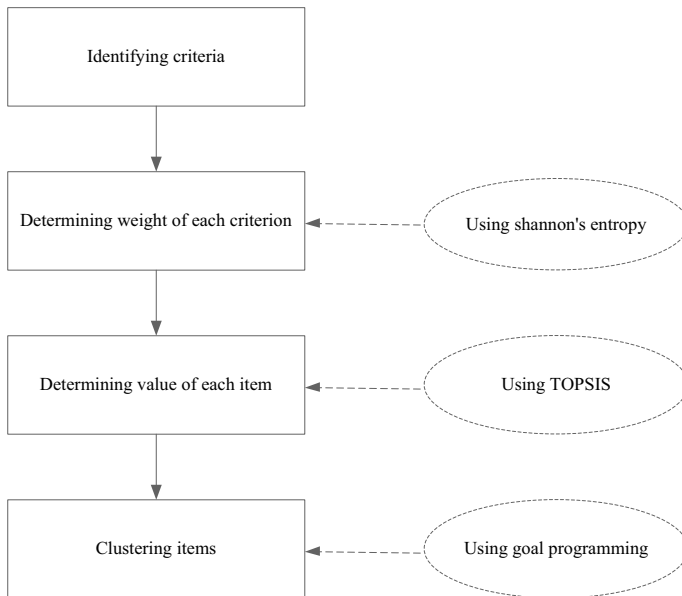 Identifying criteria
Determining weight of each criterion
Using shannon's entropy
Determining value of each item
Using TOPSIS
Clustering items
Using goal programming